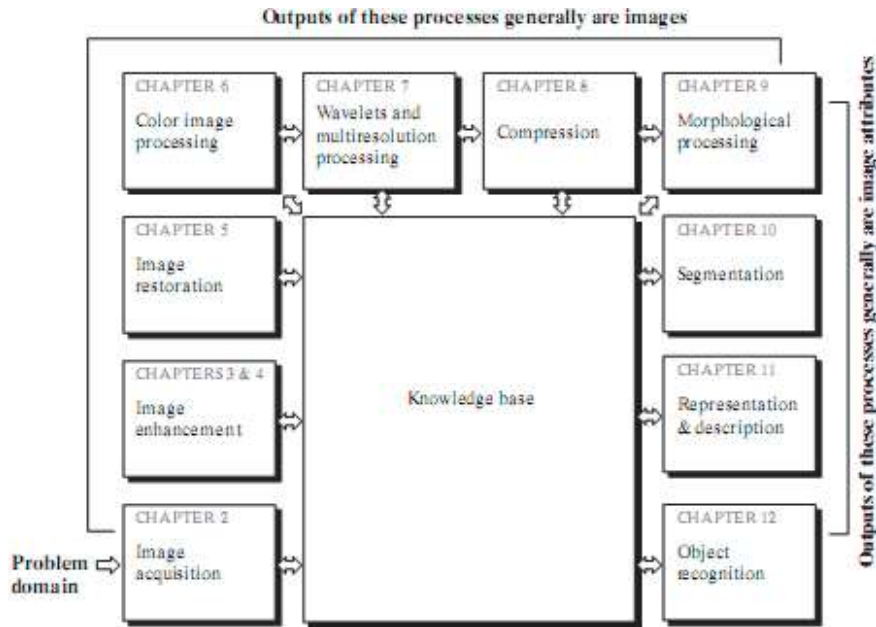 Outputs of these processes generally are images
CHAPTER 6
Color image
processing
CHAPTER 7
Wavelets and
multiresolution
processing
CHAPTER 8
Compression
CHAPTER 9
Morphological
processing
CHAPTER 5
Image
restoration
CHAPTERS 3 & 4
Image
enhancement
CHAPTER 2
Image
acquisition
Problem
domain
Knowledge base
CHAPTER 10
Segmentation
CHAPTER 11
Representation
& description
CHAPTER 12
Object
recognition
Outputs of these processes generally are image attributes